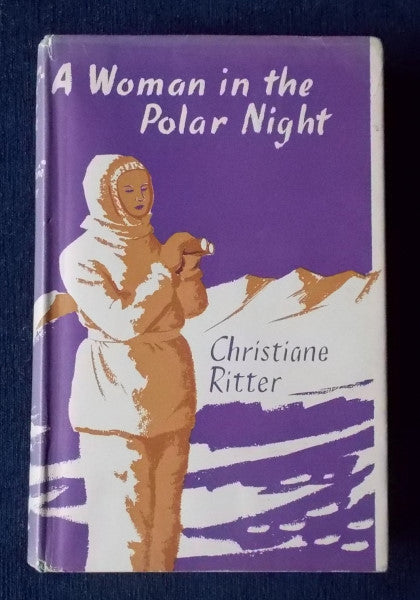 A Woman in the
Polar Night
Christiane
Ritter